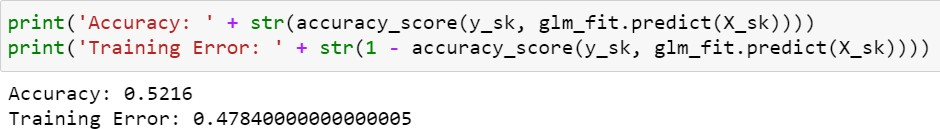 print('Accuracy: ' + str(accuracy_score(y_sk, glm_fit.predict(X_sk))))
print('Training Error: ' + str(1 - accuracy_score(y_sk, glm_fit.predict(X_sk))))
Accuracy: 0.5216
Training Error: 0.47840000000000005